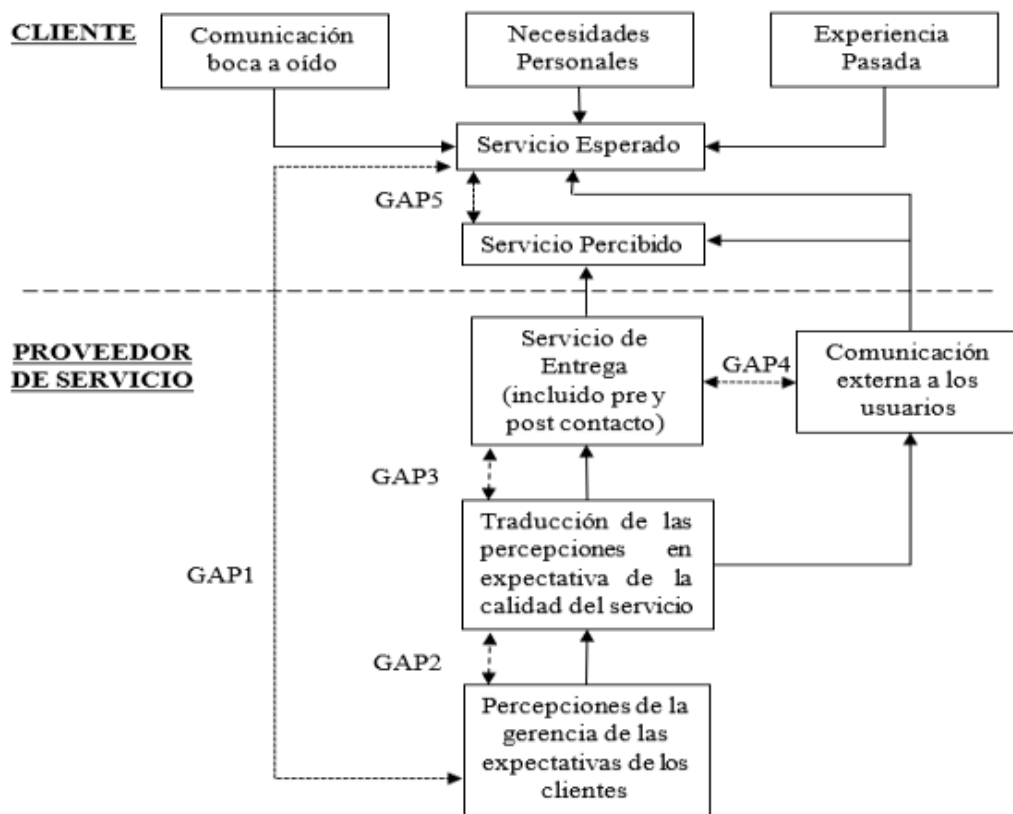 CLIENTE
Comunicación
boca a oído
Necesidades
Personales
Experiencia
Pasada
Servicio Esperado
GAP5
Servicio Percibido
PROVEEDOR
DE SERVICIO
Servicio de
Entrega
(incluido pre y
post contacto)
GAP4
Comunicación
externa a los
usuarios
GAP3
Traducción de las
percepciones en
expectativa de la
calidad del servicio
GAP1
GAP2
Percepciones de la
gerencia de las
expectativas de los
clientes